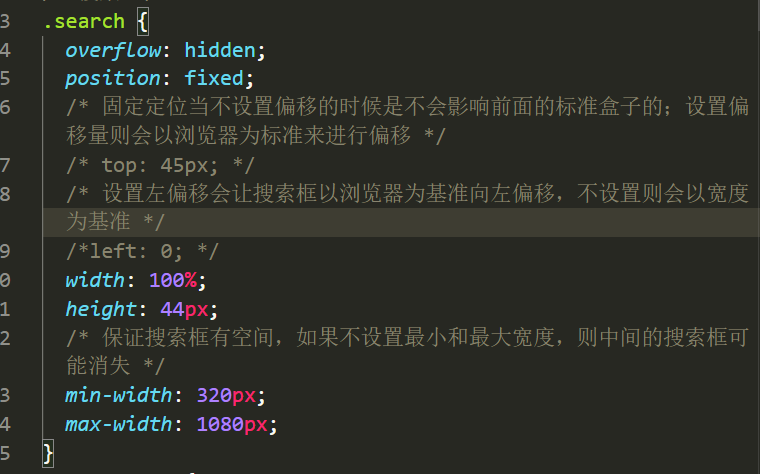 3 .search {
4 overflow: hidden;
5 position: fixed;
6 /* 固定定位当不设置偏移的时候是不会影响前面的标准盒子的；设置偏
移量则会以浏览器为标准来进行偏移 */
7 /* top: 45px; */
8 /* 设置左偏移会让搜索框以浏览器为基准向左偏移，不设置则会以宽度
为基准 */
9 /*left: 0; */
0 width: 100%;
1 height: 44px;
2 /* 保证搜索框有空间，如果不设置最小和最大宽度，则中间的搜索框可
能消失 */
3 min-width: 320px;
4 max-width: 1080px;
5 }